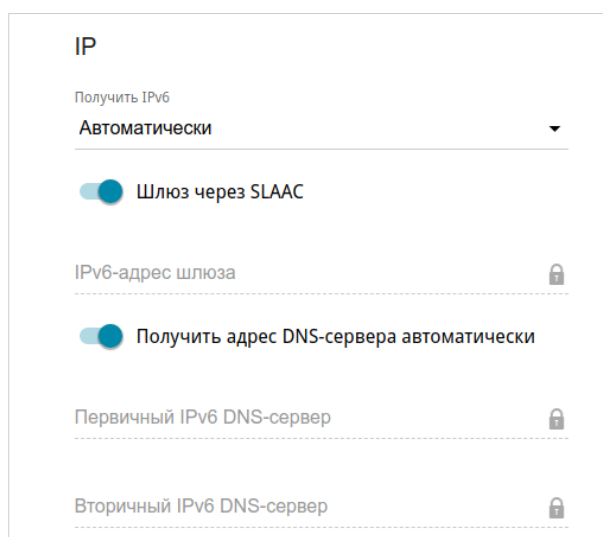 IP
Получить IPv6
Автоматически
Шлюз через SLAAC
IPv6-адрес шлюза
Получить адрес DNS-сервера автоматически
Первичный IPv6 DNS-сервер
Вторичный IPv6 DNS-сервер